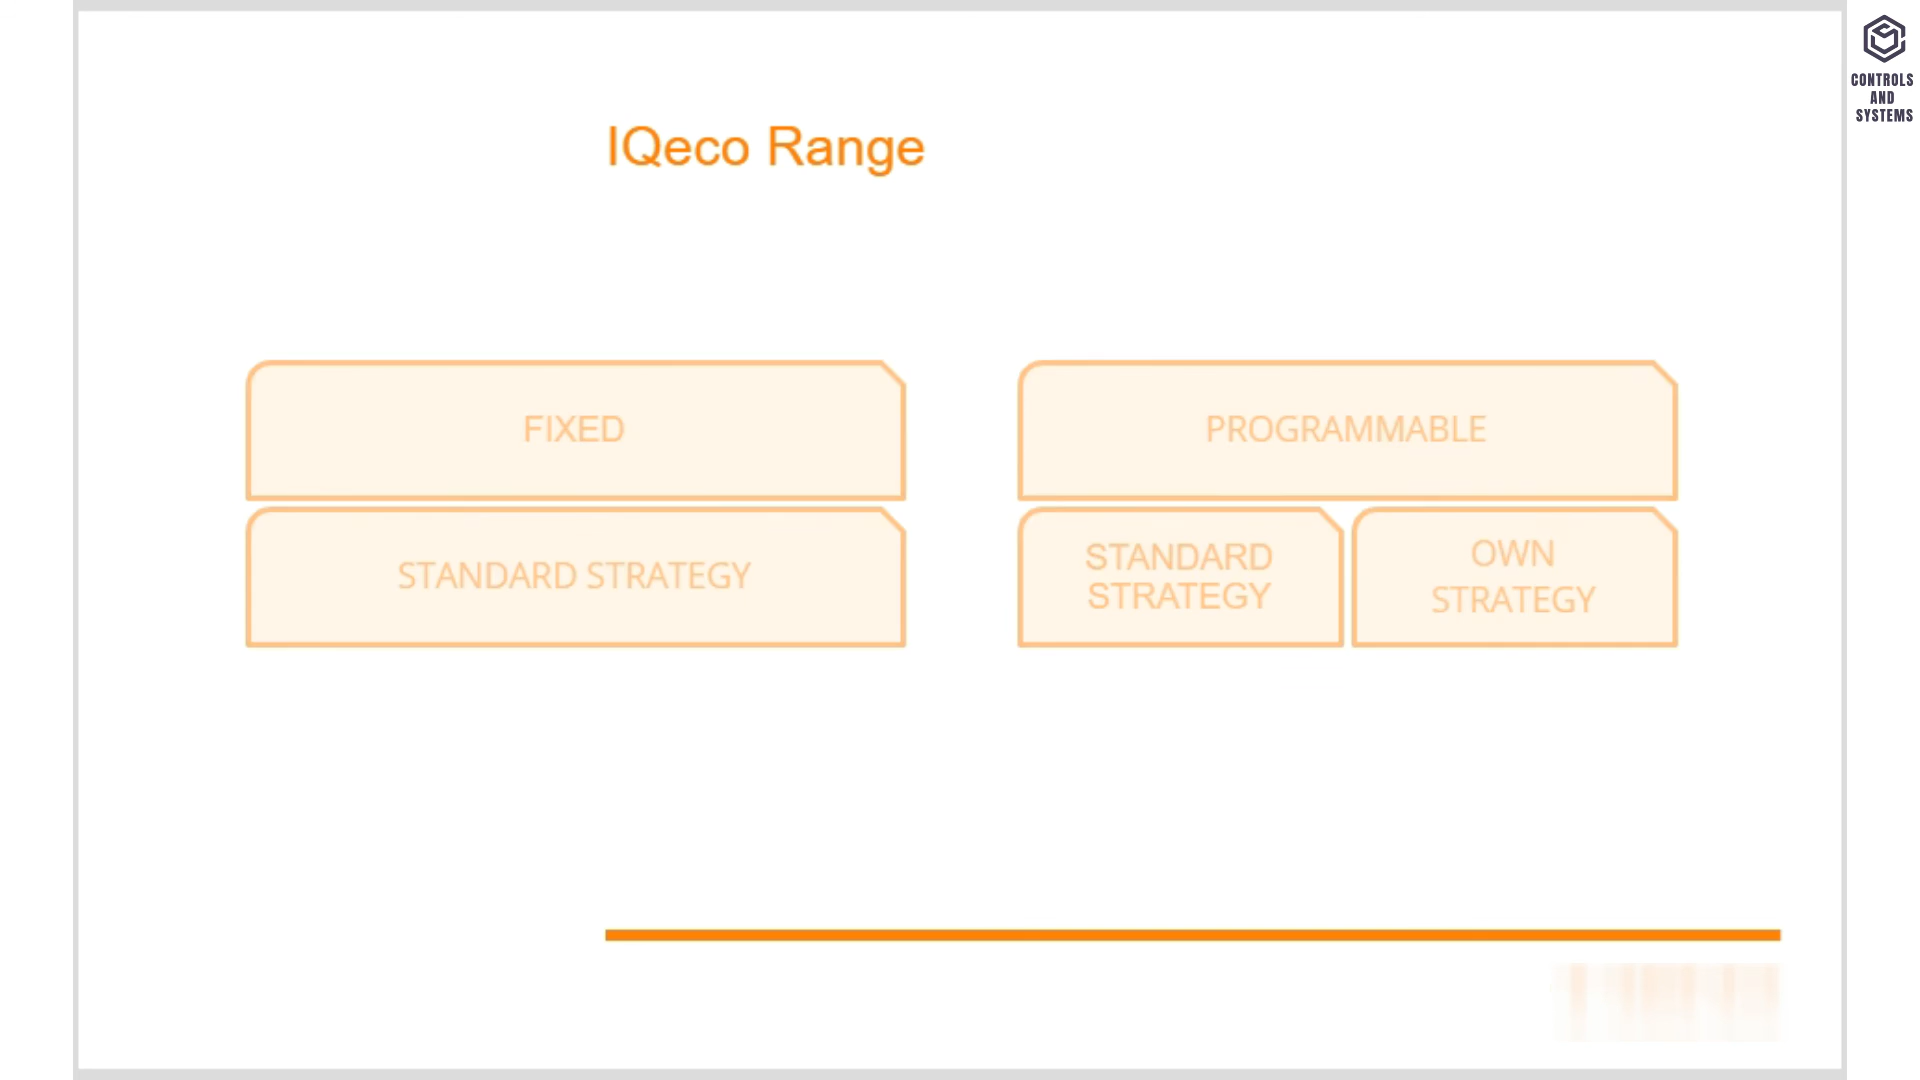 IQeco Range
FIXED
STANDARD STRATEGY
PROGRAMMABLE
STANDARD
STRATEGY
OWN
STRATEGY
CONTROLS
AND
SYSTEMS